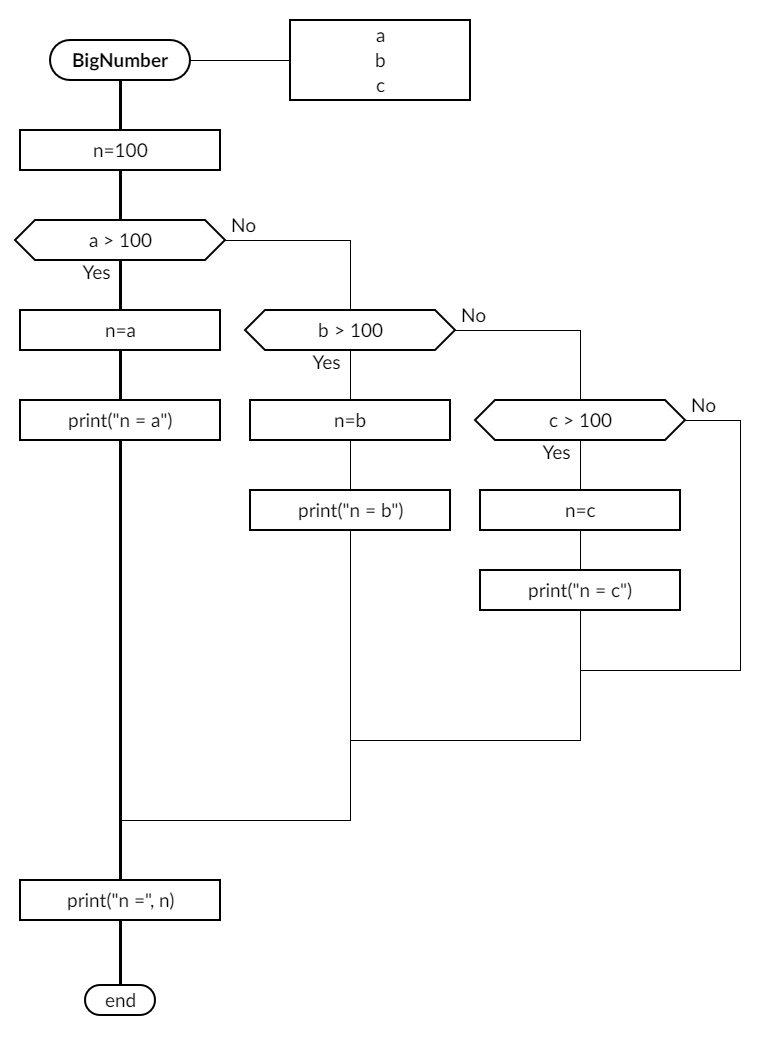 BigNumber
a
b
c
n=100
a > 100
No
Yes
n=a
print("n = a")
b > 100
No
Yes
n=b
print("n = b")
c > 100
No
Yes
n=c
print("n = c")
print("n =", n)
end